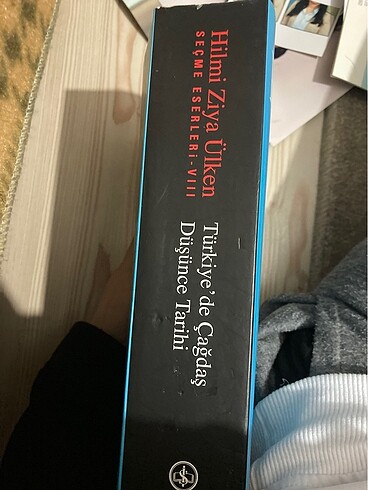 Hilmi Ziya Ülken
SEÇME ESERLERİ-VIII
Türkiye'de Çağdaş
Düşünce Tarihi